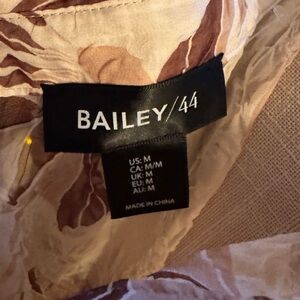 BAILEY/44
US: M
CA: M/M
UK: M
EU: M
AU: M
MADE IN CHINA